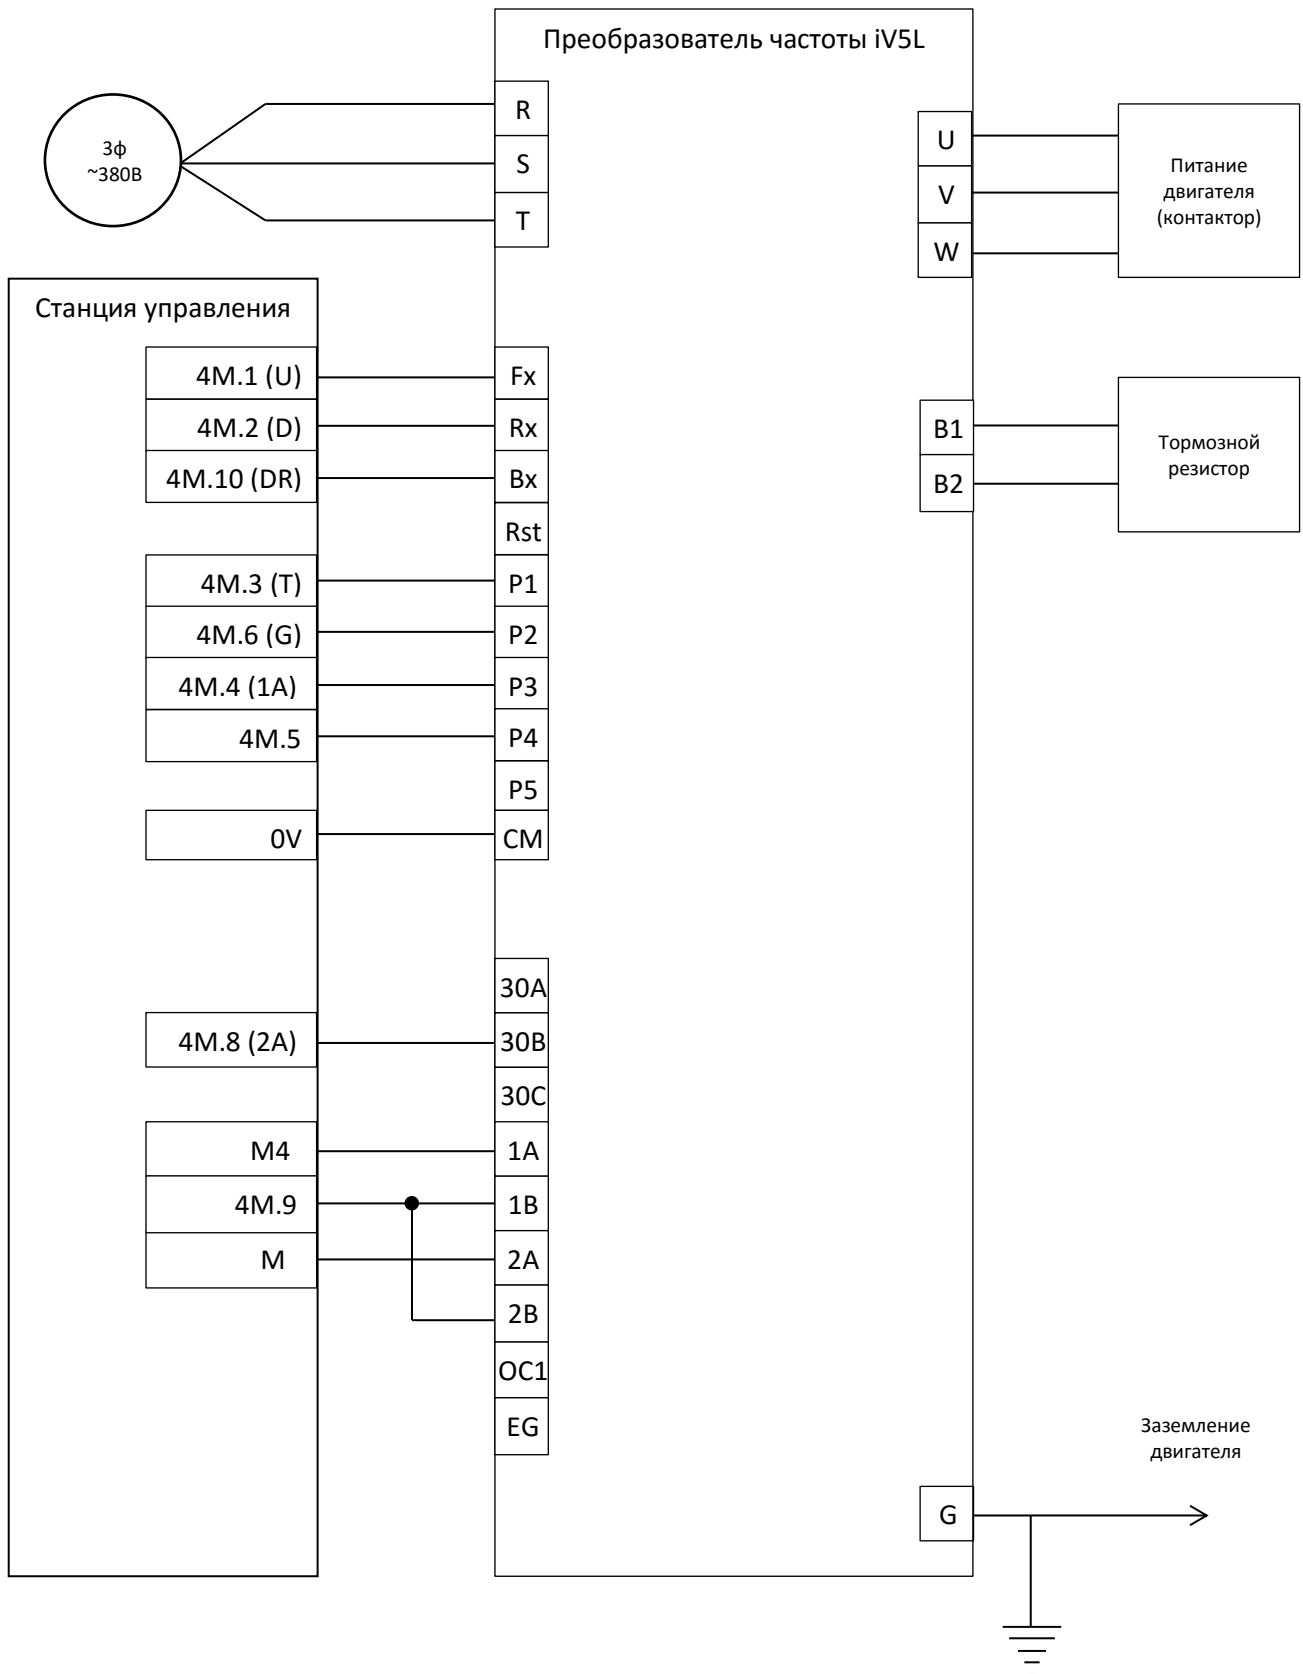 Преобразователь частоты iV5L
3ф
~380В
R
S
T
U
V
W
Питание
двигателя
(контактор)
Станция управления
4M.1 (U)
4M.2 (D)
4M.10 (DR)
4M.3 (T)
4M.6 (G)
4M.4 (1A)
4M.5
0V
4M.8 (2A)
M4
4M.9
M
Fx
Rx
Bx
Rst
P1
P2
P3
P4
P5
CM
30A
30B
30C
1A
1B
2A
2B
OC1
EG
B1
B2
Тормозной
резистор
Заземление
двигателя
G